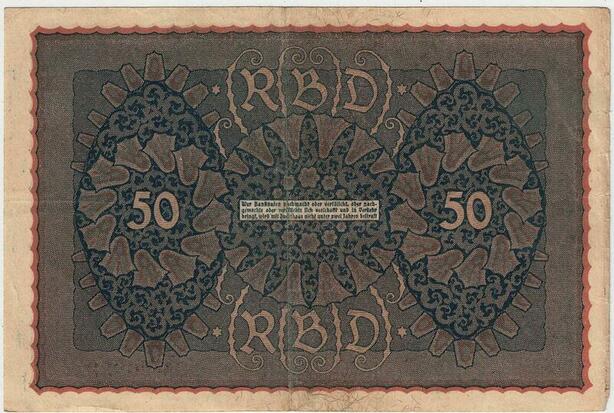 RBD
50
Wer Banknoten nachmacht oder verfälscht, oder nach-
gemachte oder verfälschte sich verschafft und in Verkehr
bringt, wird mit Zuchthaus nicht unter zwei Jahren bestraft
50
RBD